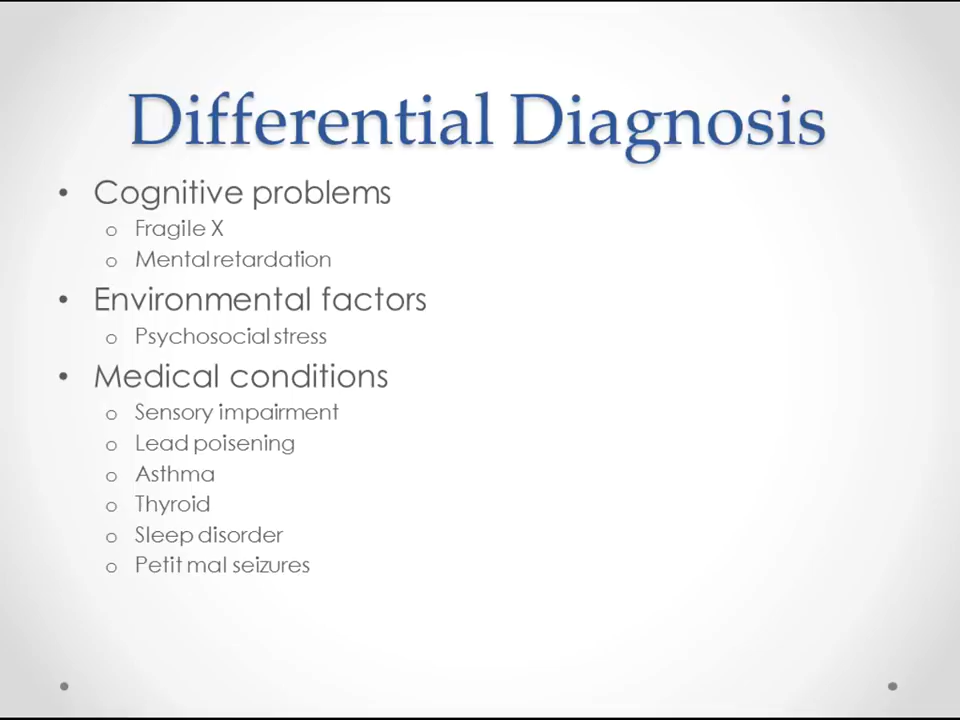 Differential Diagnosis
• Cognitive problems
o Fragile X
o Mental retardation
• Environmental factors
o Psychosocial stress
• Medical conditions
o Sensory impairment
o Lead poisening
o Asthma
o Thyroid
o Sleep disorder
o Petit mal seizures